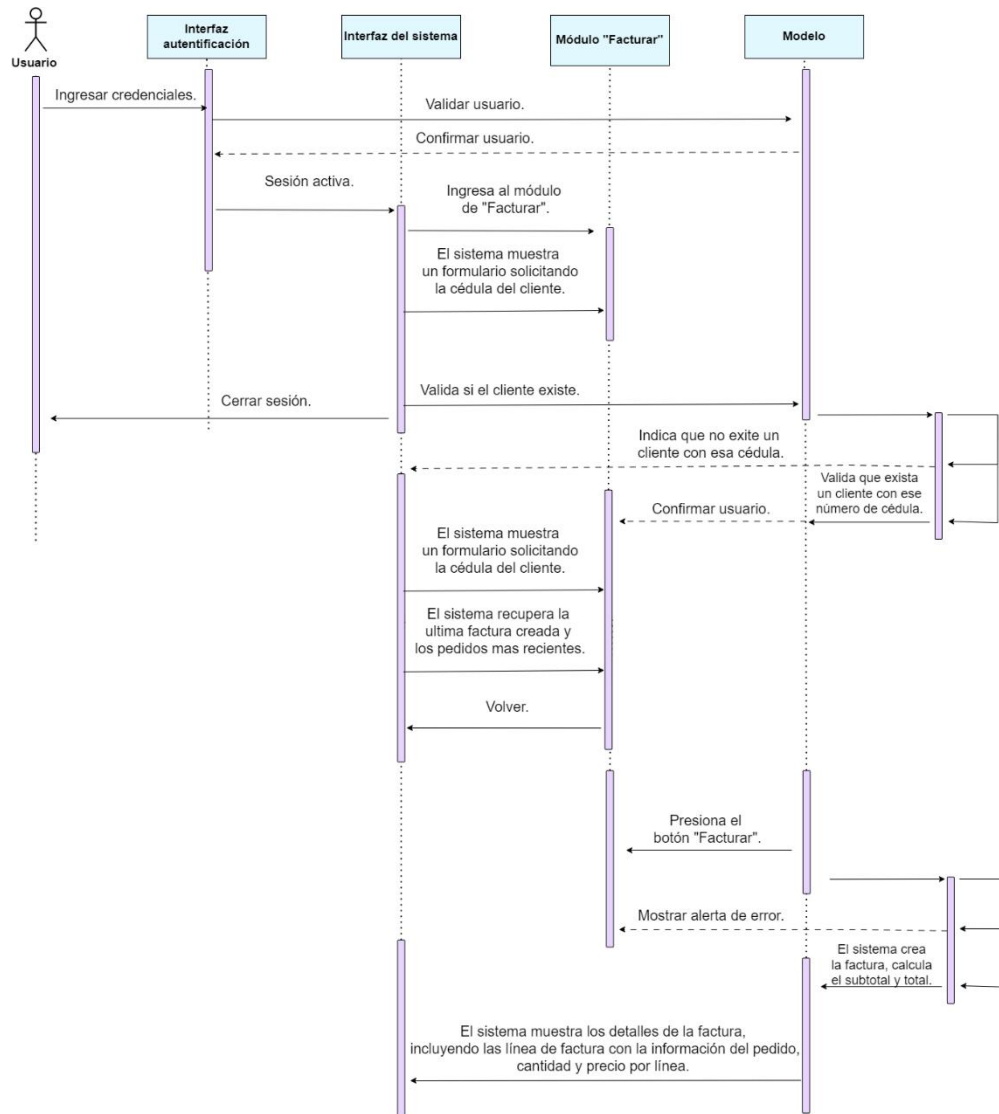 Usuario
Interfaz
autentificación
Interfaz del sistema
Módulo "Facturar"
Modelo
Ingresar credenciales.
Validar usuario.
Confirmar usuario.
Sesión activa.
Ingresa al módulo
de "Facturar".
El sistema muestra
un formulario solicitando
la cédula del cliente.
Cerrar sesión.
Valida si el cliente existe.
Indica que no exite un
cliente con esa cédula.
Valida que exista
un cliente con ese
número de cédula.
Confirmar usuario.
El sistema muestra
un formulario solicitando
la cédula del cliente.
El sistema recupera la
ultima factura creada y
los pedidos mas recientes.
Volver.
Presiona el
botón "Facturar".
Mostrar alerta de error.
El sistema crea
la factura, calcula
el subtotal y total.
El sistema muestra los detalles de la factura,
incluyendo las línea de factura con la información del pedido,
cantidad y precio por línea.